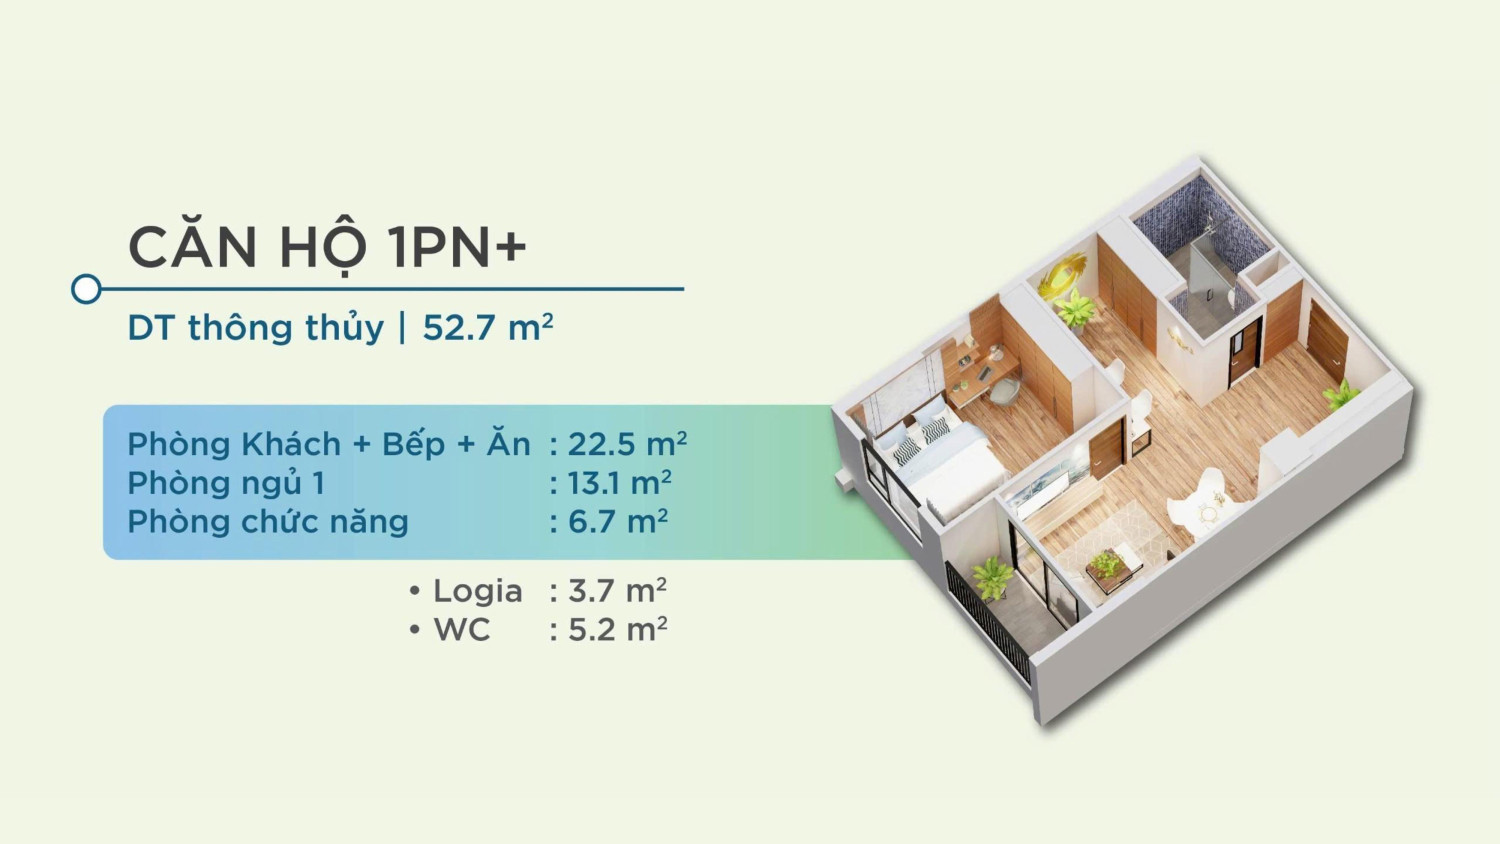 CĂN HỘ 1PN+
DT thông thủy | 52.7 m²
Phòng Khách + Bếp + Ăn : 22.5 m²
Phòng ngủ 1 : 13.1 m²
Phòng chức năng : 6.7 m²
• Logia : 3.7 m²
• WC : 5.2 m²